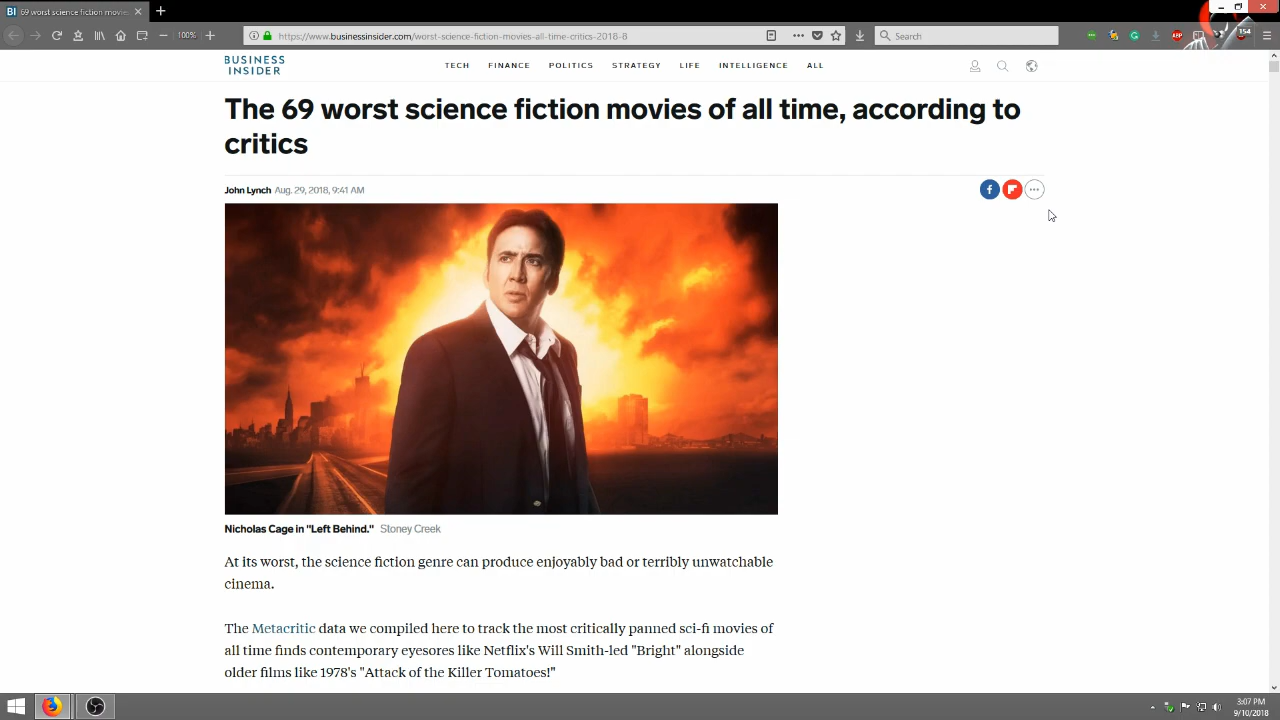 69 worst science fiction movies
100%
https://www.businessinsider.com/worst-science-fiction-movies-all-time-critics-2018-8
Search
ABP
154
BUSINESS
INSIDER
TECH FINANCE POLITICS STRATEGY LIFE INTELLIGENCE ALL
The 69 worst science fiction movies of all time, according to
critics
John Lynch Aug. 29, 2018, 9:41 AM
Nicholas Cage in "Left Behind." Stoney Creek
At its worst, the science fiction genre can produce enjoyably bad or terribly unwatchable
cinema.
The Metacritic data we compiled here to track the most critically panned sci-fi movies of
all time finds contemporary eyesores like Netflix's Will Smith-led "Bright" alongside
older films like 1978's "Attack of the Killer Tomatoes!"
3:07 PM
9/10/2018